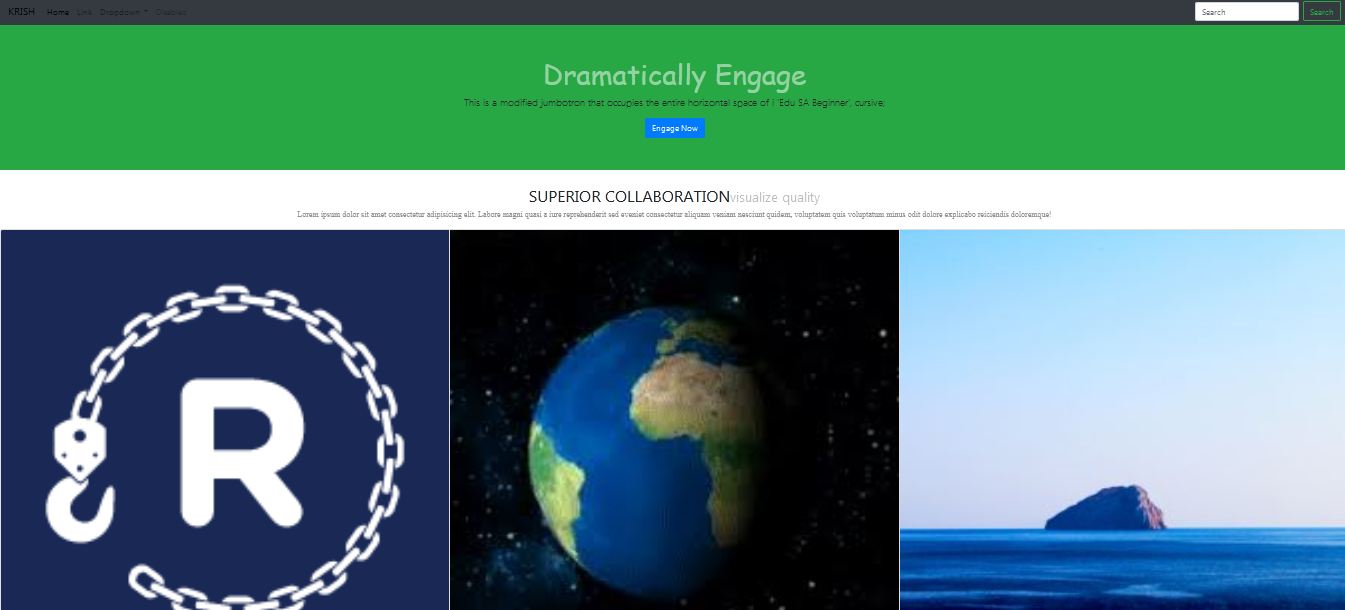 KRISH Home Link Dropdown Disabled Search Search
Dramatically Engage
This is a modified jumbotron that occupies the entire horizontal space of i 'Edu SA Beginner', cursive;
Engage Now
SUPERIOR COLLABORATIONvisualize quality
Lorem ipsum dolor sit amet consectetur adipisicing elit. Labore magni quasi a iure reprehenderit sed eveniet consectetur aliquam veniam nesciunt quidem, voluptatem quis voluptatum minus odit dolore explicabo reiciendis doloremque!
R